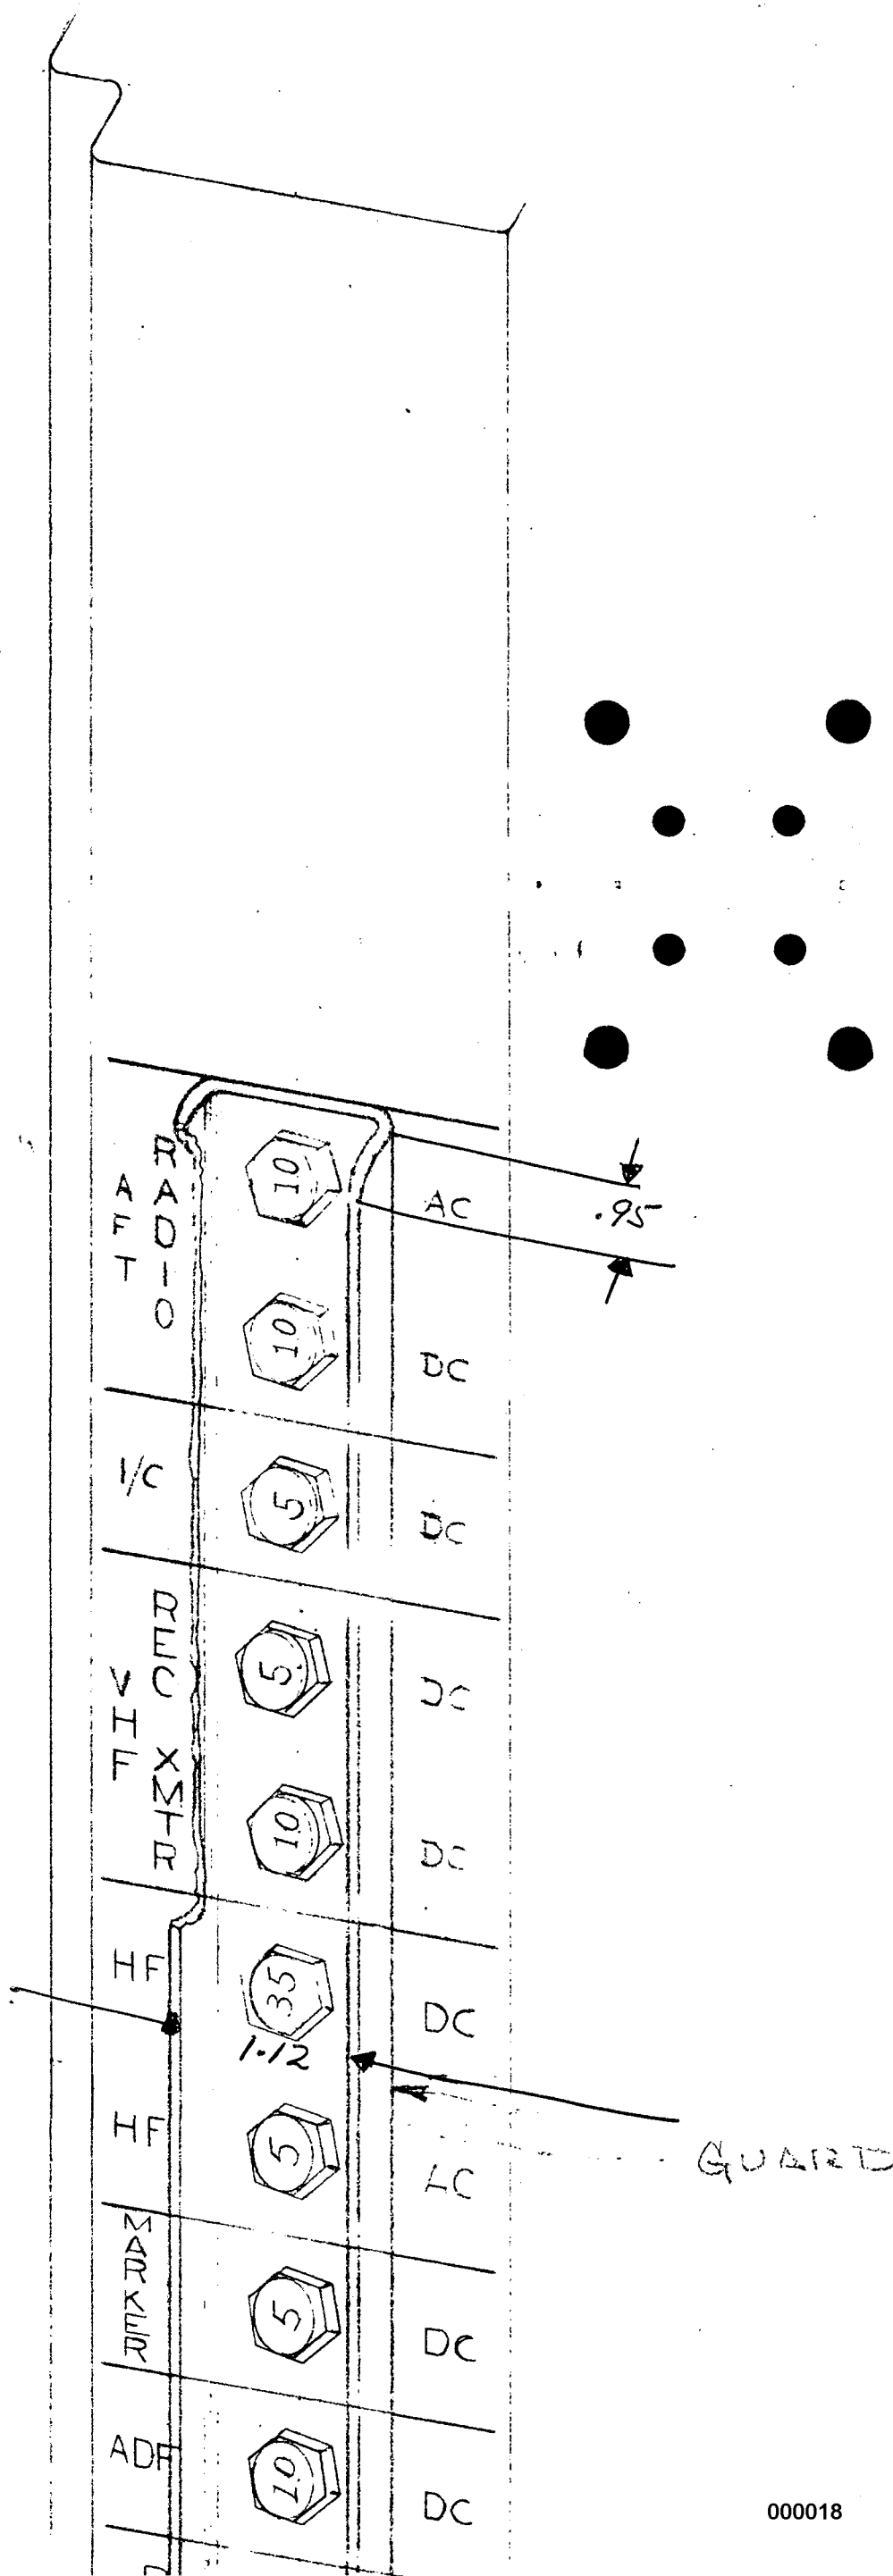 AFT RADIO
10 AC
.95
10 DC
I/C 5 DC
VHF REC XMTR
5 DC
10 DC
HF 35 DC
1.12
HF 5 AC
GUARD
MARKER 5 DC
ADF 10 DC
000018